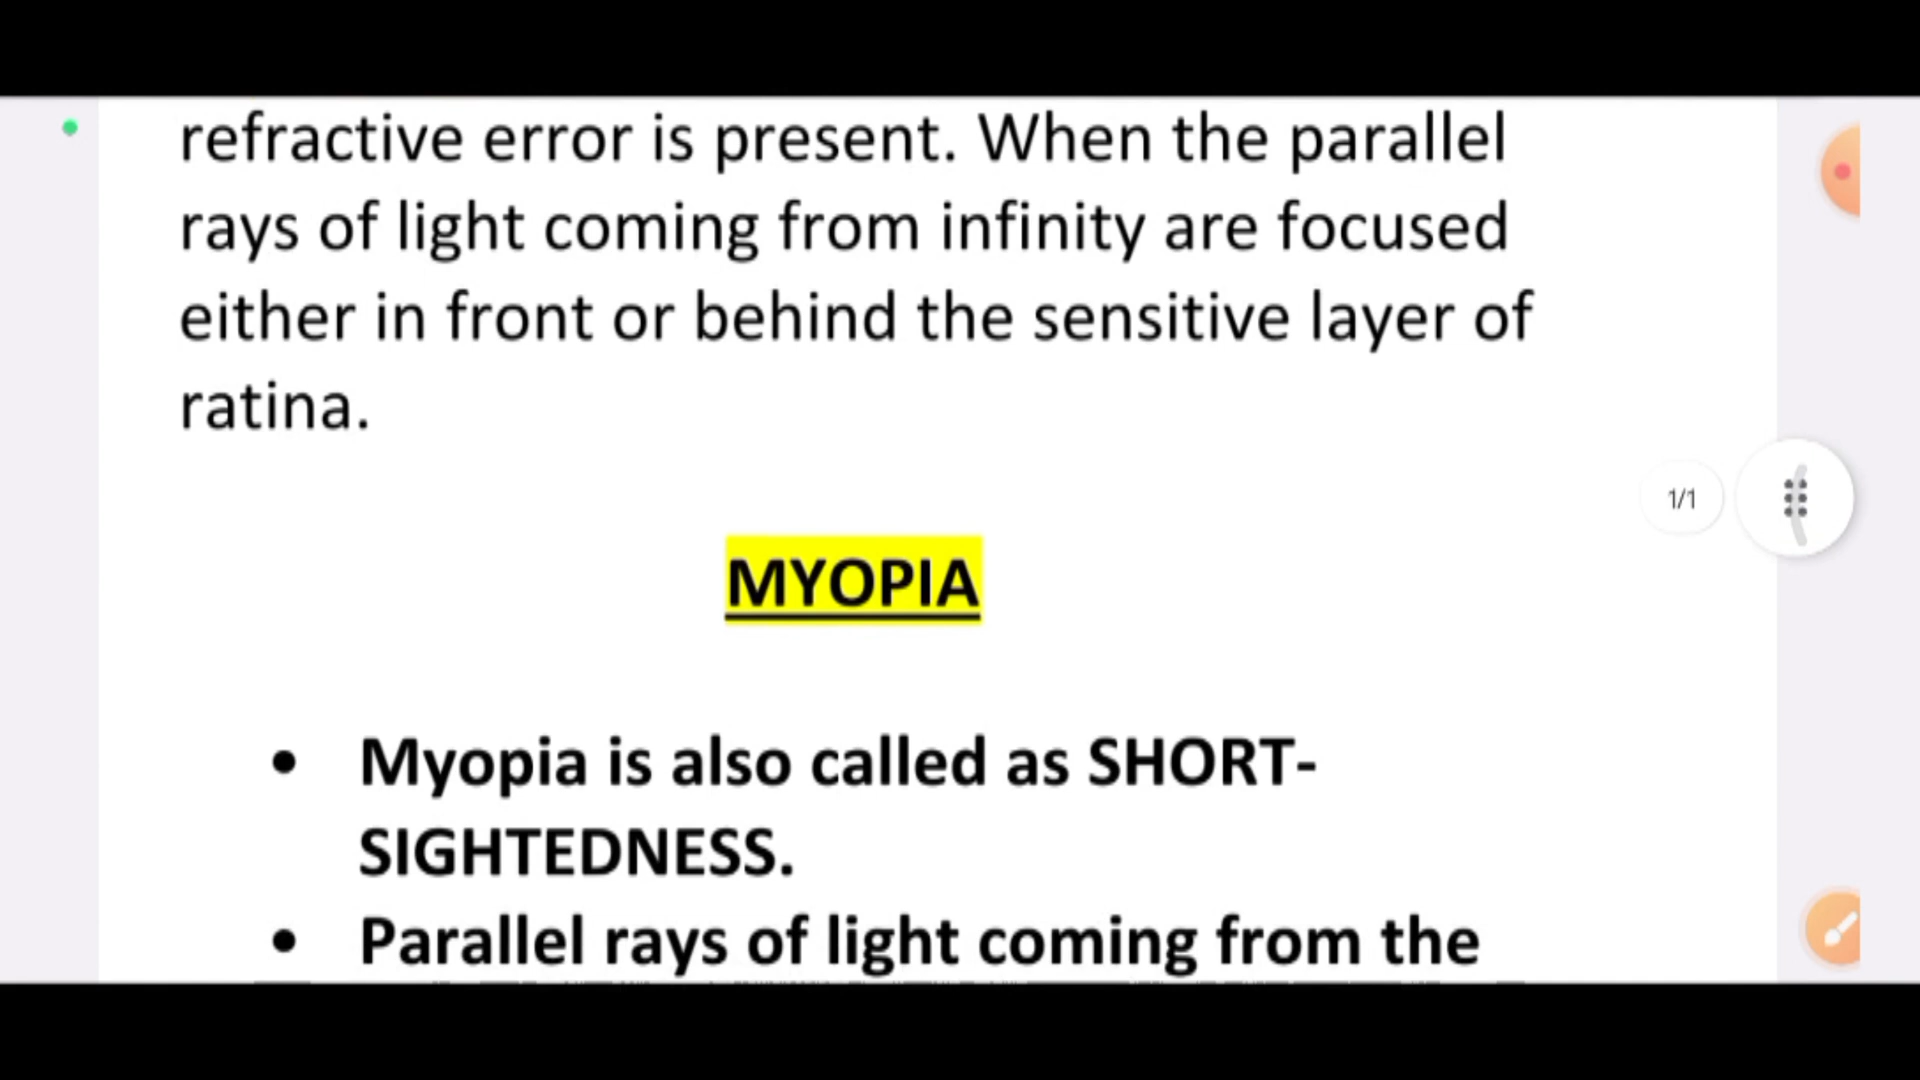 refractive error is present. When the parallel
rays of light coming from infinity are focused
either in front or behind the sensitive layer of
ratina.
1/1
MYOPIA
• Myopia is also called as SHORT-
SIGHTEDNESS.
• Parallel rays of light coming from the